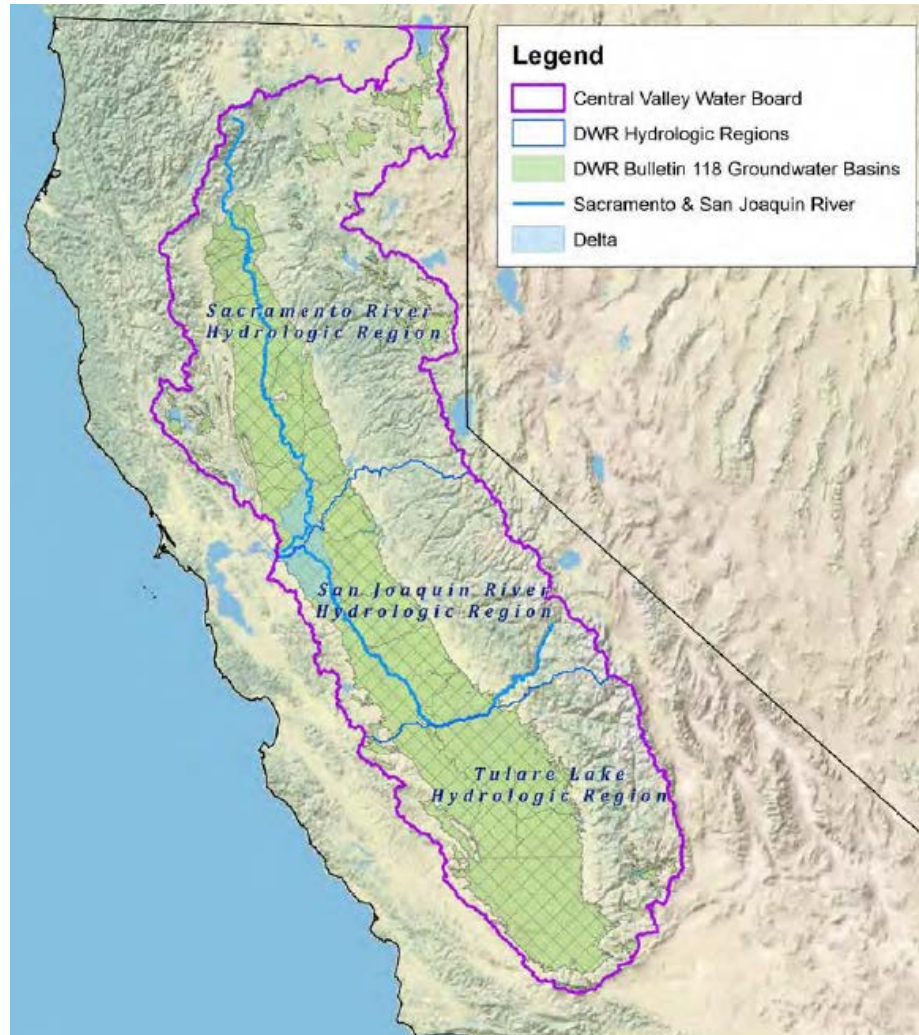 Legend
Central Valley Water Board
DWR Hydrologic Regions
DWR Bulletin 118 Groundwater Basins
Sacramento & San Joaquin River
Delta
Sacramento River
Hydrologic Region
San Joaquin River
Hydrologic Region
Tulare Lake
Hydrologic Region